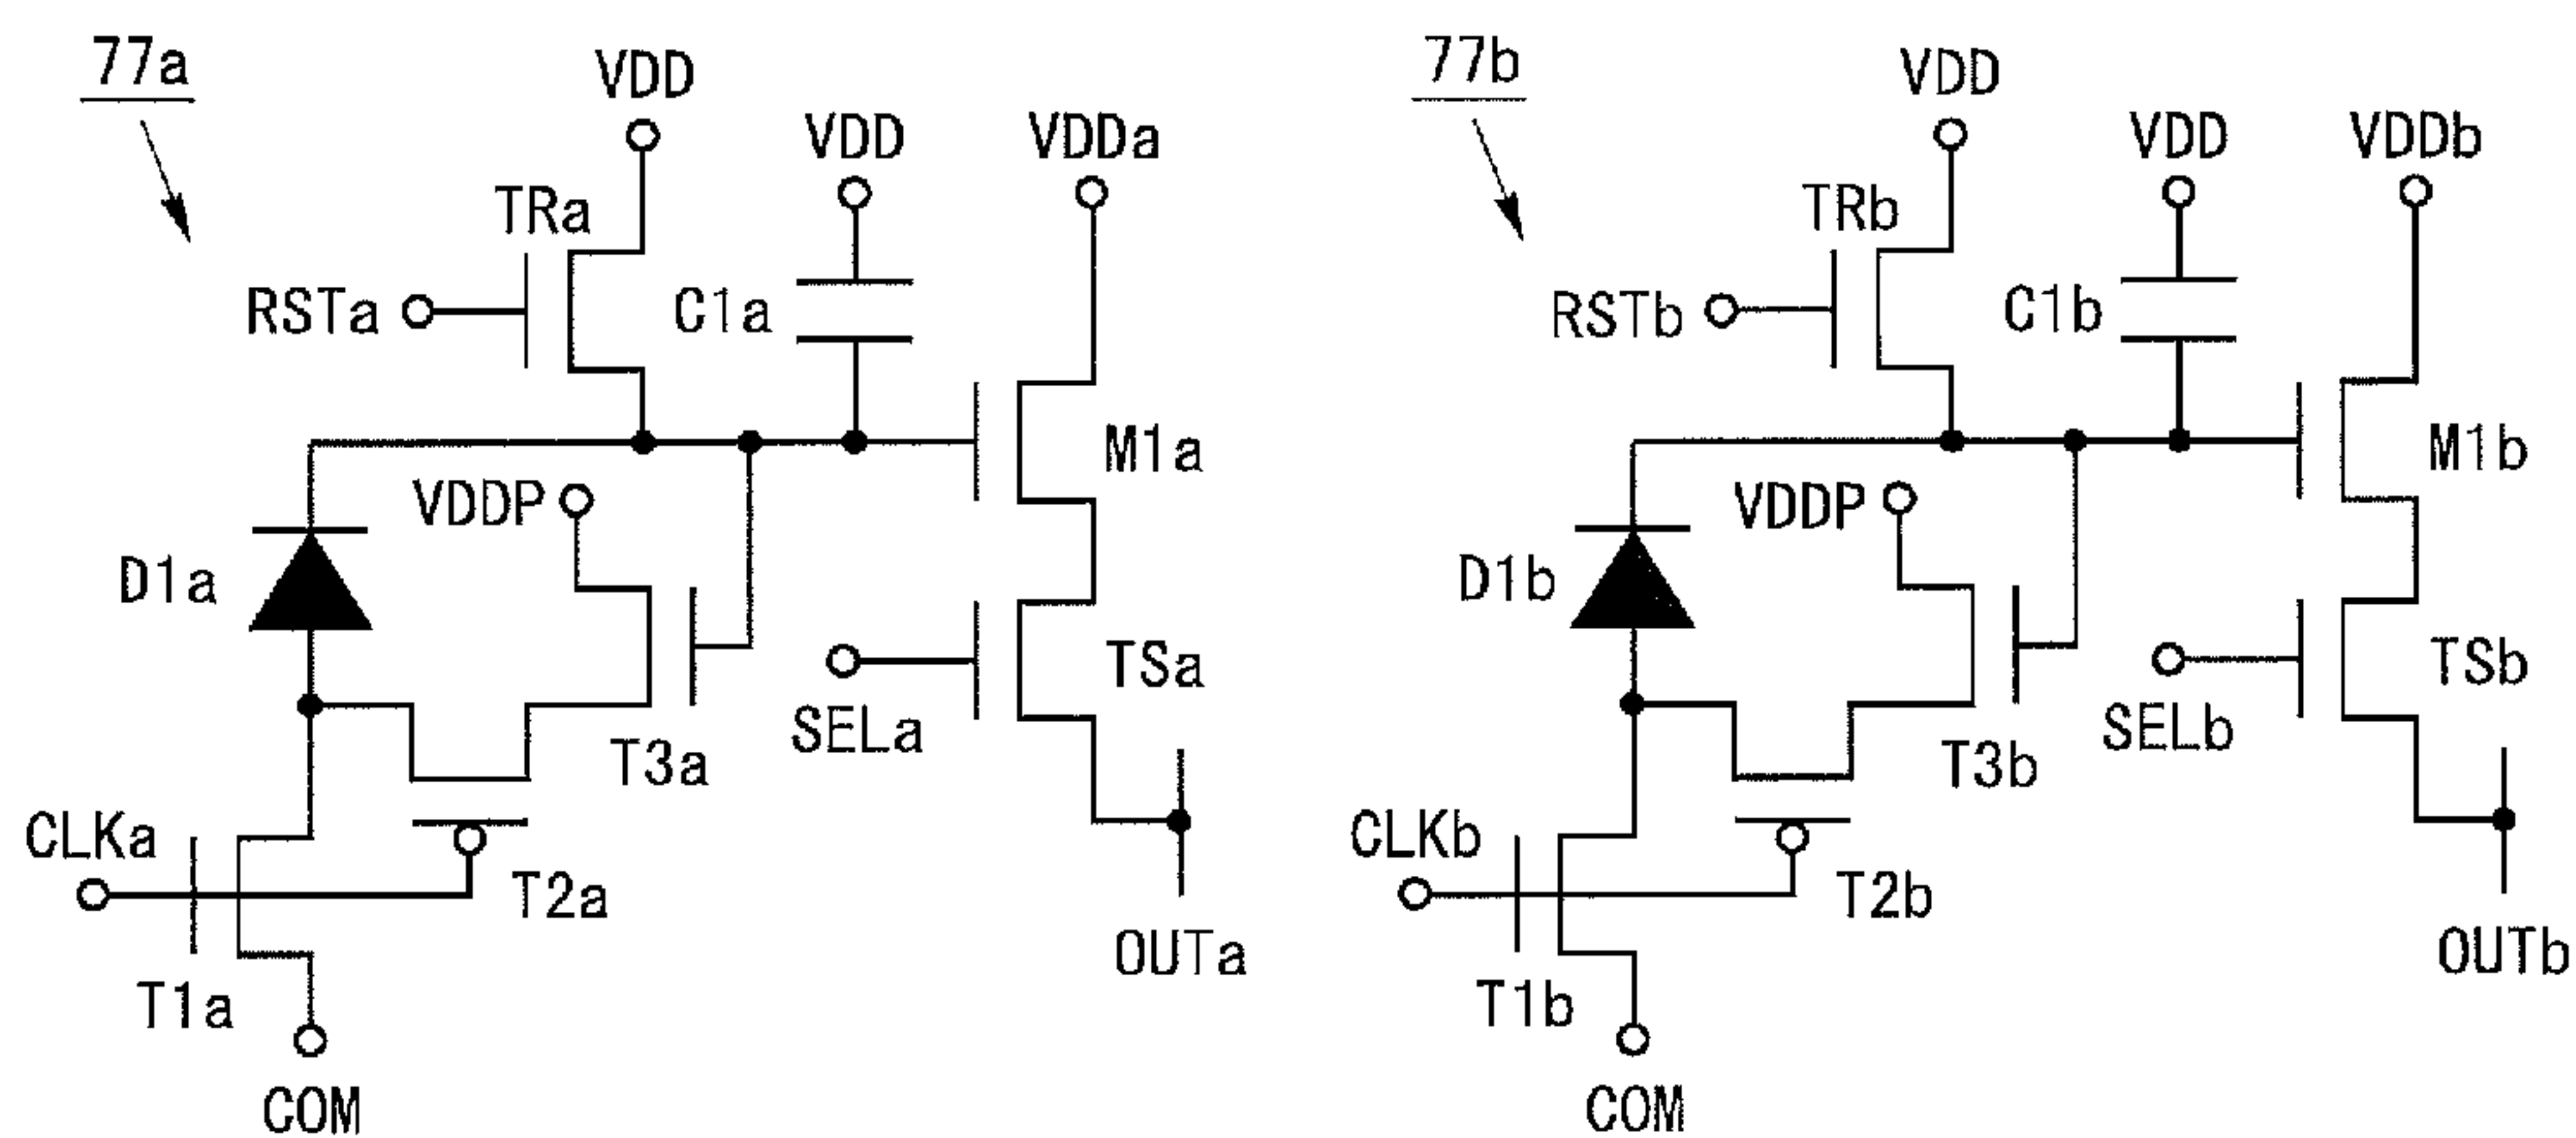 77a
VDD
VDD
VDDa
TRa
RSTa
C1a
M1a
VDDP
D1a
TSa
SELa
T3a
CLKa
T2a
OUTa
T1a
COM
77b
VDD
VDD
VDDb
TRb
RSTb
C1b
M1b
VDDP
D1b
TSb
SELb
T3b
CLKb
T2b
OUTb
T1b
COM